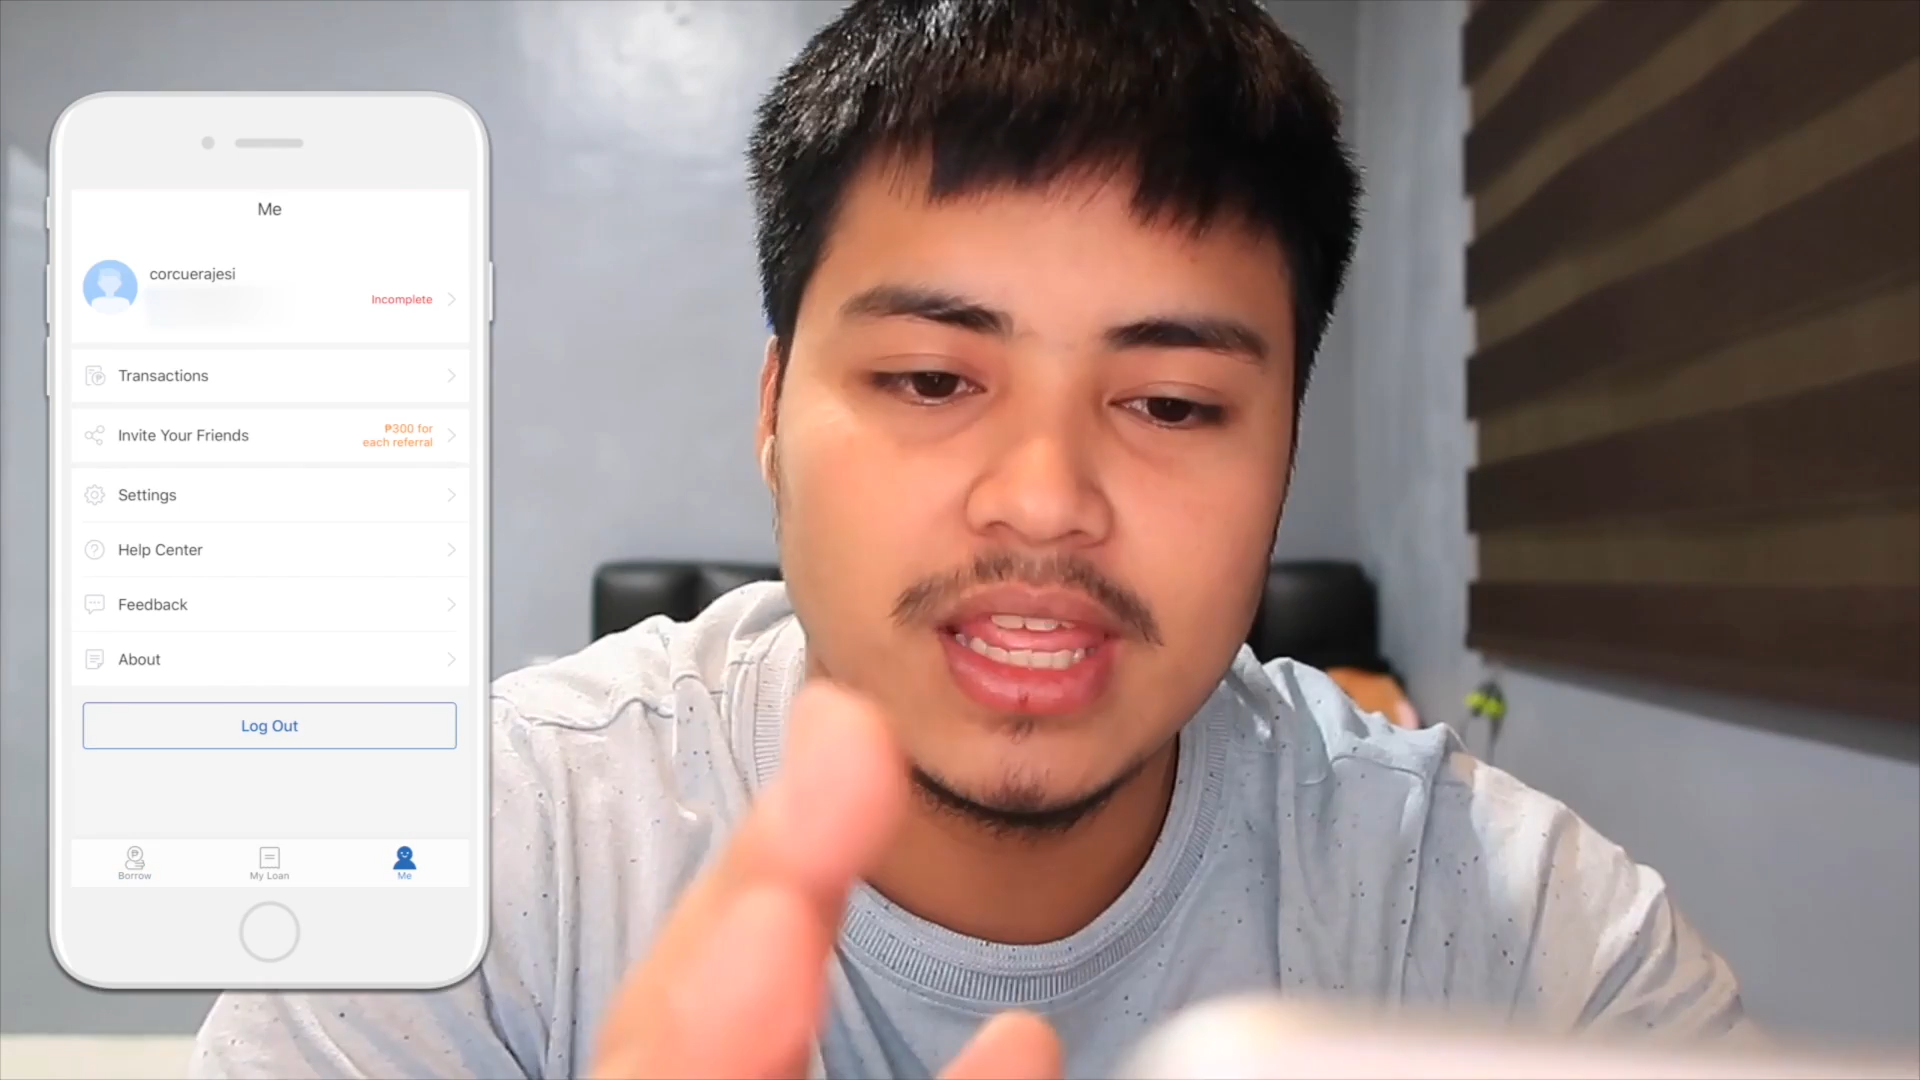 Me
corcuerajesi
Incomplete
Transactions
Invite Your Friends
₱300 for
each referral
Settings
Help Center
Feedback
About
Log Out
Borrow
My Loan
Me